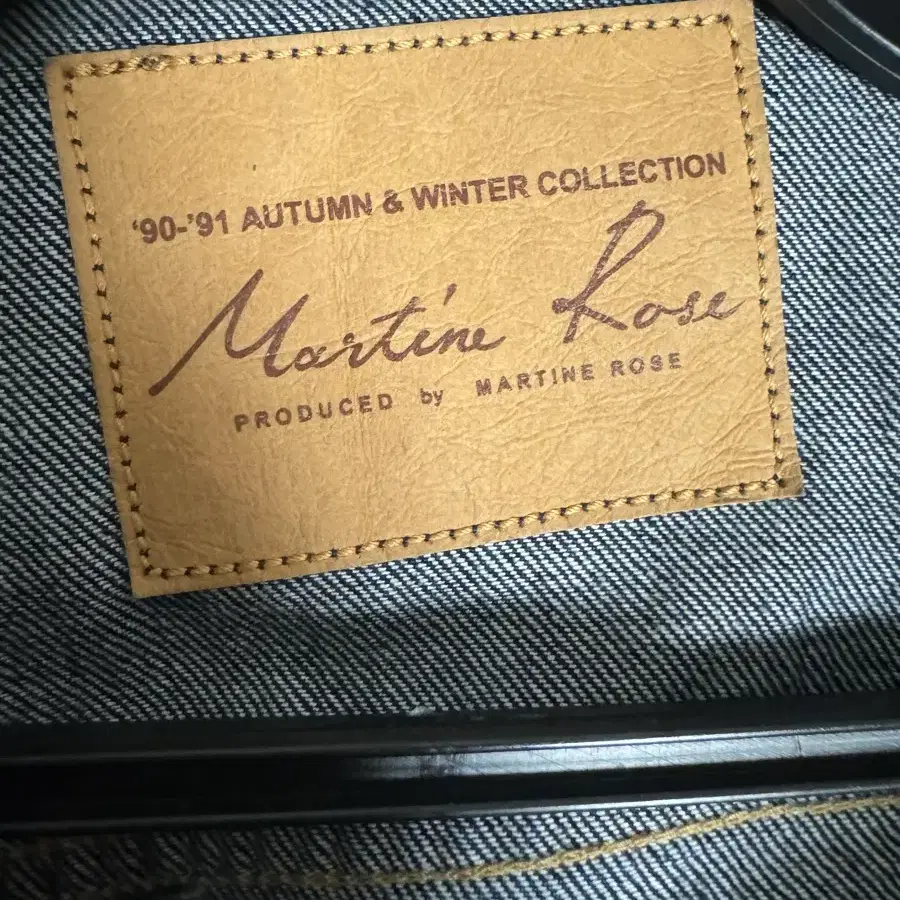 ‘90-’91 AUTUMN & WINTER COLLECTION
Martine Rose
PRODUCED by MARTINE ROSE